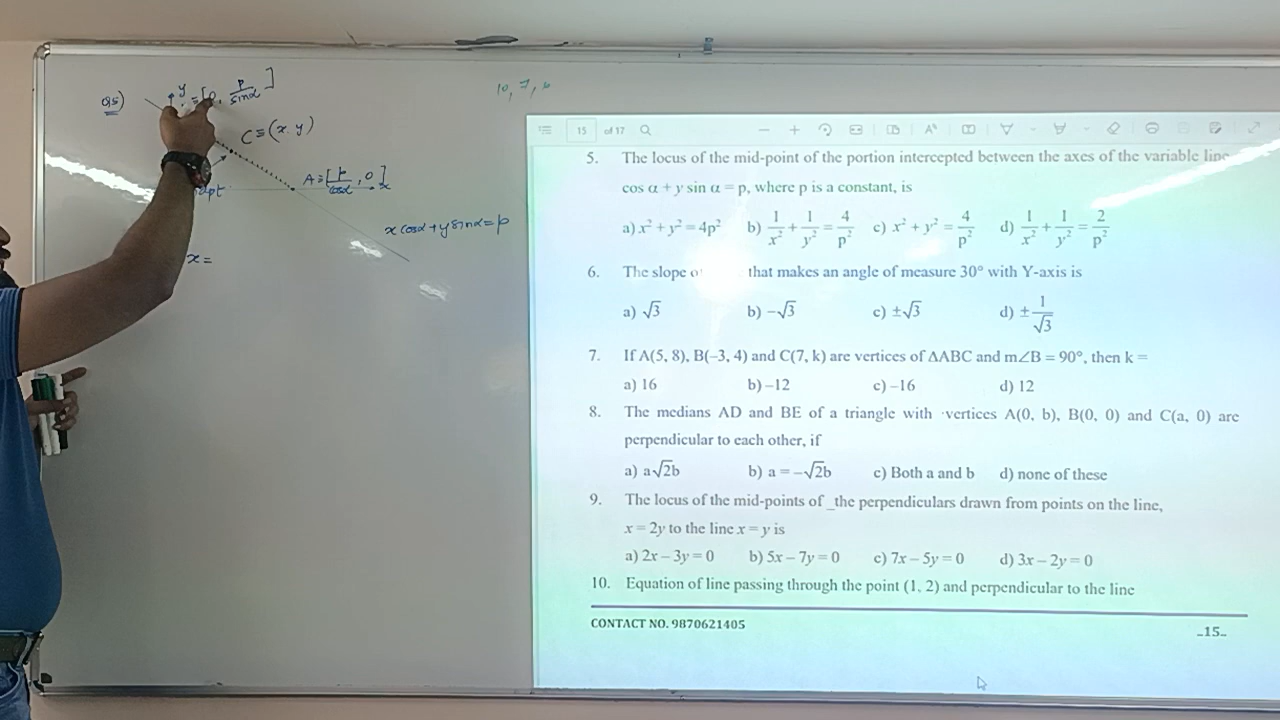 Q5)
y
≡[0, p/sinα]
C≡(x, y)
A≡[p/cosα, 0]
x
x cosα + y sinα = p
x =
10, 7, 6
15 of 17
5. The locus of the mid-point of the portion intercepted between the axes of the variable line
cos α + y sin α = p, where p is a constant, is
a) x² + y² = 4p² b) 1/x² + 1/y² = 4/p² c) x² + y² = 4/p² d) 1/x² + 1/y² = 2/p²
6. The slope that makes an angle of measure 30° with Y-axis is
a) √3 b) –√3 c) ±√3 d) ± 1/√3
7. If A(5, 8), B(–3, 4) and C(7, k) are vertices of ΔABC and m∠B = 90°, then k =
a) 16 b) –12 c) –16 d) 12
8. The medians AD and BE of a triangle with vertices A(0, b), B(0, 0) and C(a, 0) are
perpendicular to each other, if
a) a√2b b) a = –√2b c) Both a and b d) none of these
9. The locus of the mid-points of _the perpendiculars drawn from points on the line,
x = 2y to the line x = y is
a) 2x – 3y = 0 b) 5x – 7y = 0 c) 7x – 5y = 0 d) 3x – 2y = 0
10. Equation of line passing through the point (1, 2) and perpendicular to the line
CONTACT NO. 9870621405
-15-